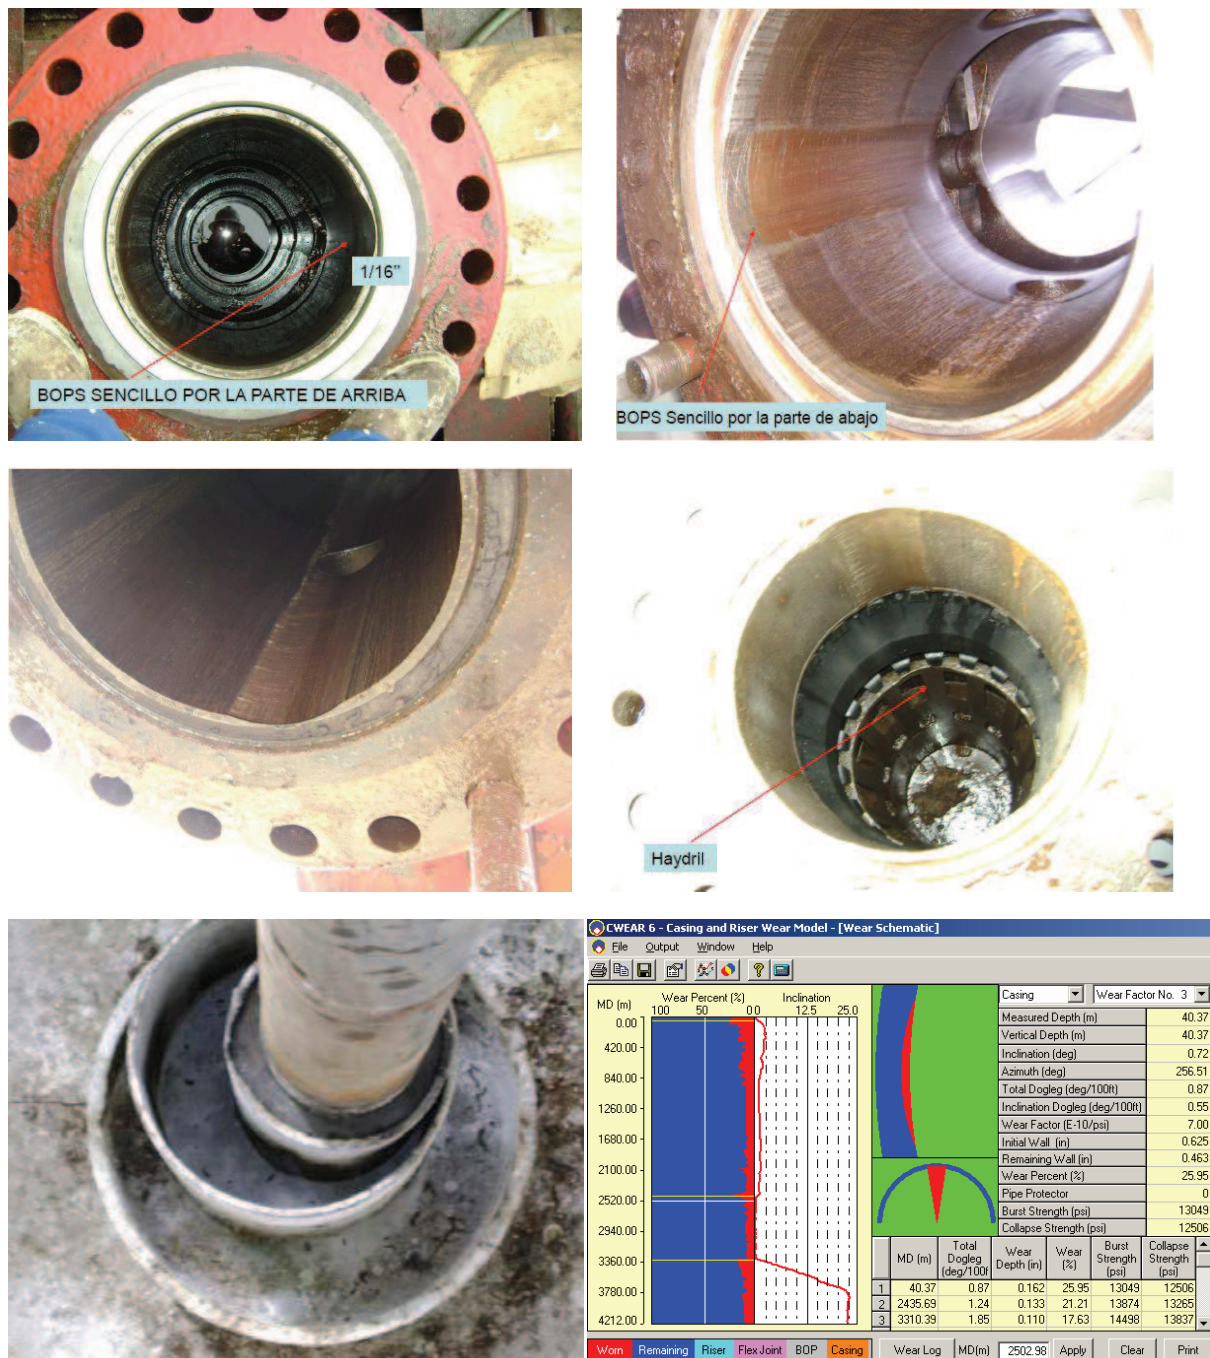 1/16"
BOPS SENCILLO POR LA PARTE DE ARRIBA
BOPS Sencillo por la parte de abajo
Haydril
CWEAR 6 - Casing and Riser Wear Model - [Wear Schematic]
File Output Window Help
MD (m) Wear Percent (%) Inclination
100 50 0.0 12.5 25.0
0.00
420.00
840.00
1260.00
1680.00
2100.00
2520.00
2940.00
3360.00
3780.00
4212.00
Casing Wear Factor No. 3
Measured Depth (m) 40.37
Vertical Depth (m) 40.37
Inclination (deg) 0.72
Azimuth (deg) 256.51
Total Dogleg (deg/100ft) 0.87
Inclination Dogleg (deg/100ft) 0.55
Wear Factor (E-10/psi) 7.00
Initial Wall (in) 0.625
Remaining Wall (in) 0.463
Wear Percent (%) 25.95
Pipe Protector 0
Burst Strength (psi) 13049
Collapse Strength (psi) 12506
MD (m) Total Dogleg (deg/100f Wear Depth (in) Wear (%) Burst Strength (psi) Collapse Strength (psi)
1 40.37 0.87 0.162 25.95 13049 12506
2 2435.69 1.24 0.133 21.21 13874 13265
3 3310.39 1.85 0.110 17.63 14498 13837
Worn Remaining Riser Flex Joint BOP Casing Wear Log MD(m) 2502.98 Apply Clear Print